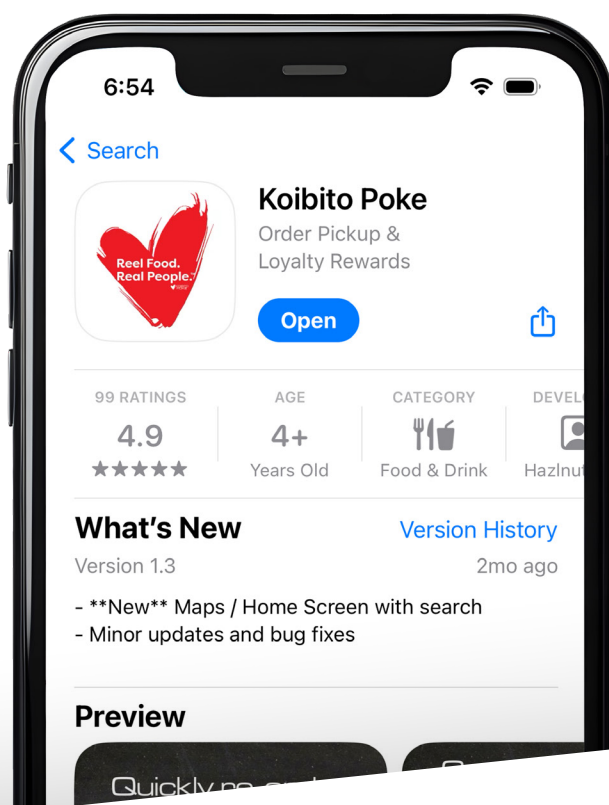 6:54
Search
Koibito Poke
Order Pickup &
Loyalty Rewards
Reel Food.
Real People.
Open
99 RATINGS
AGE
CATEGORY
4.9
4+
Years Old
Food & Drink
What's New
Version History
Version 1.3
2mo ago
- **New** Maps / Home Screen with search
- Minor updates and bug fixes
Preview
Quickly